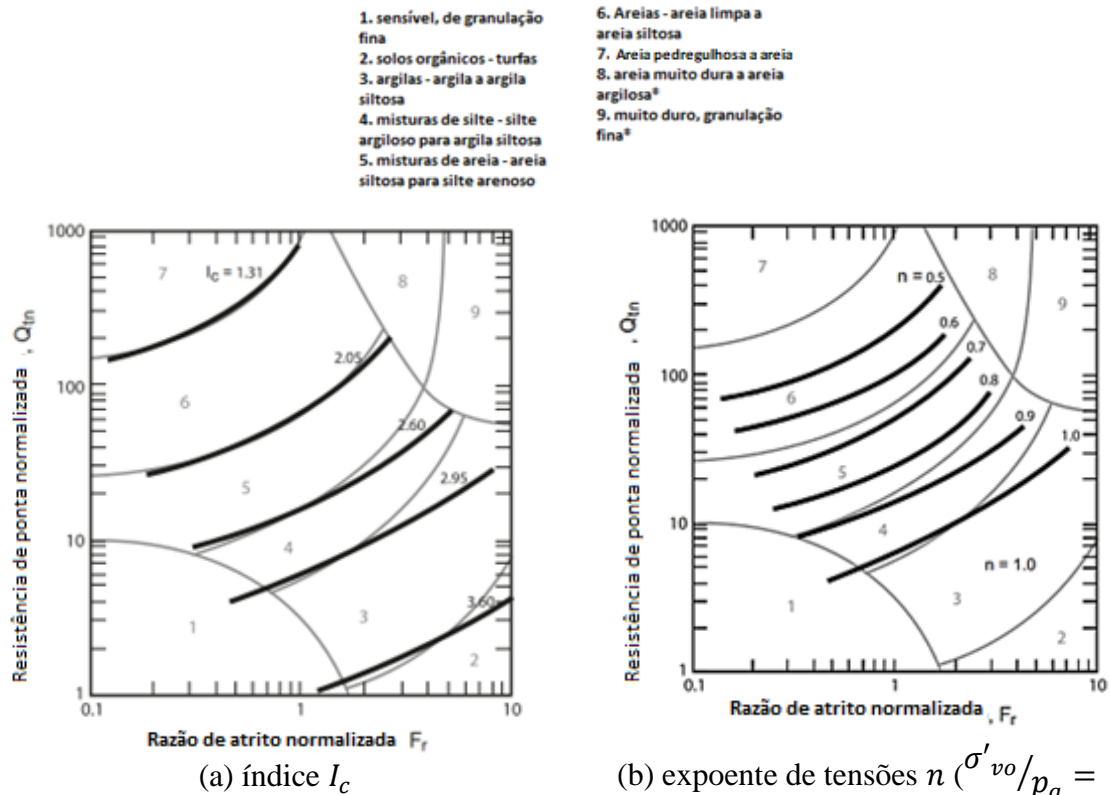 1. sensível, de granulação
fina
2. solos orgânicos - turfas
3. argilas - argila a argila
siltosa
4. misturas de silte - silte
argiloso para argila siltosa
5. misturas de areia - areia
siltosa para silte arenoso
6. Areias - areia limpa a
areia siltosa
7. Areia pedregulhosa a areia
8. areia muito dura a areia
argilosa*
9. muito duro, granulação
fina*
Resistência de ponta normalizada , Qtn
1000
100
10
1
0.1
1
10
7
IC = 1.31
8
9
2.05
6
2.60
5
2.95
4
3.60
3
1
2
Razão de atrito normalizada Fr
(a) índice Ic
Resistência de ponta normalizada , Qtn
1000
100
10
1
0.1
1
10
7
n = 0.5
8
9
0.6
0.7
0.8
6
0.9
1.0
5
4
n = 1.0
3
1
2
Razão de atrito normalizada , Fr
(b) expoente de tensões n (σ'vo/pa =